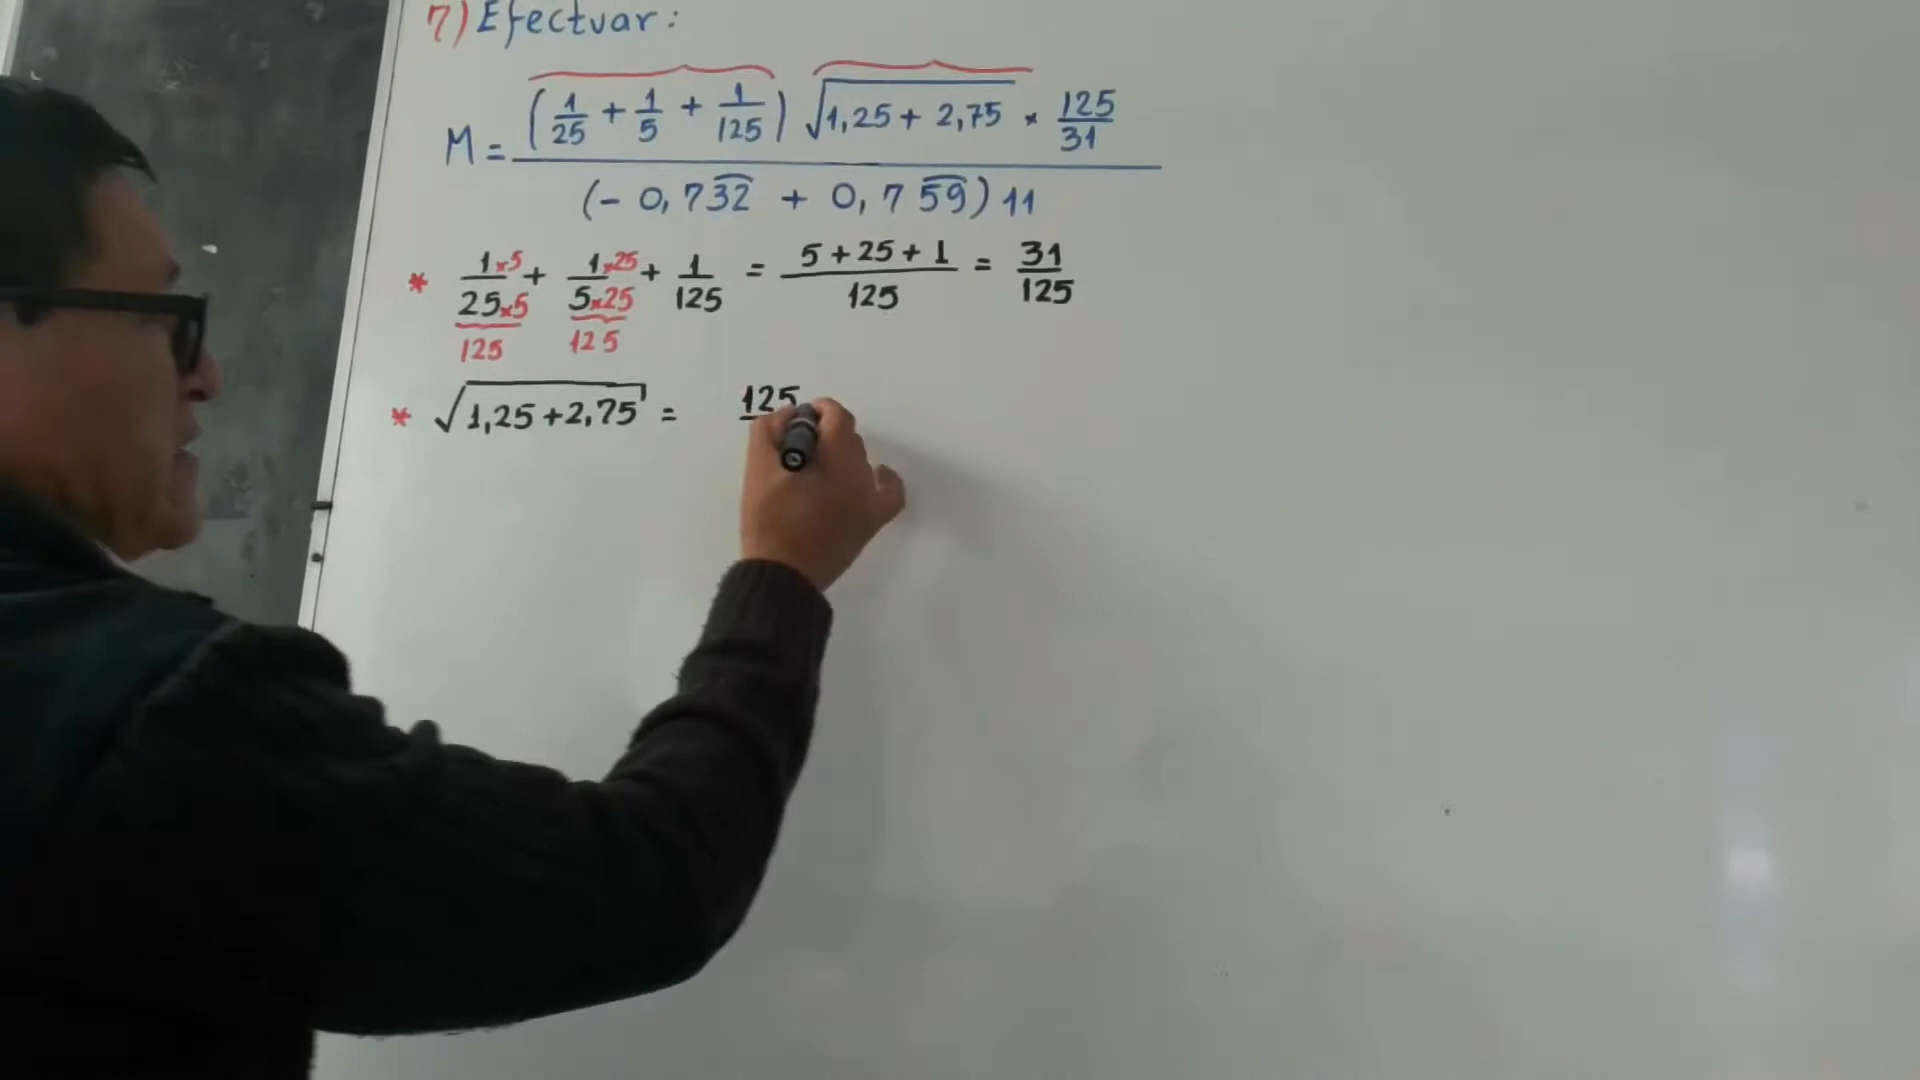 7) Efectuar:
M = (1/25 + 1/5 + 1/125) √1,25 + 2,75 × 125/31
(- 0,732 + 0,759) 11
* 1×5/25×5 + 1×25/5×25 + 1/125 = 5 + 25 + 1/125 = 31/125
125 125
* √1,25 + 2,75 = 125